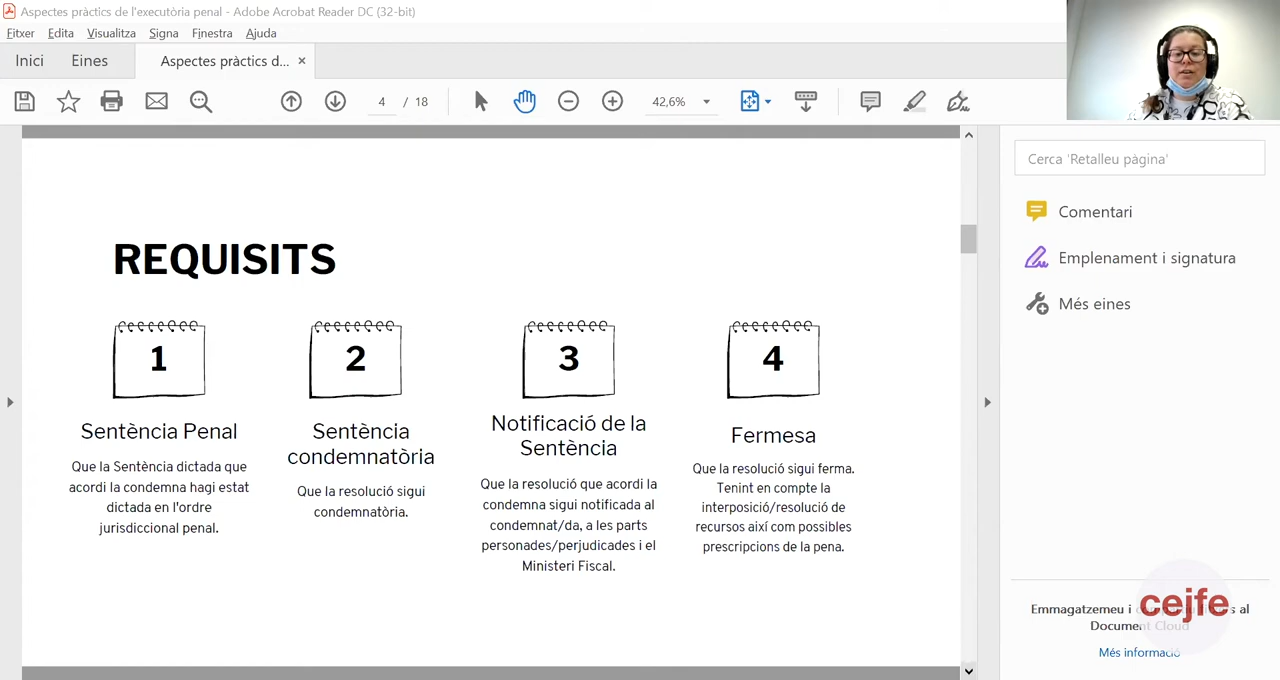 Aspectes pràctics de l'executòria penal - Adobe Acrobat Reader DC (32-bit)
Fitxer Edita Visualitza Signa Finestra Ajuda
Inici Eines Aspectes pràctics d... ×
4 / 18 42,6%
Cerca 'Retalleu pàgina'
Comentari
Emplenament i signatura
Més eines
REQUISITS
1
Sentència Penal
Que la Sentència dictada que
acordi la condemna hagi estat
dictada en l'ordre
jurisdiccional penal.
2
Sentència
condemnatòria
Que la resolució sigui
condemnatòria.
3
Notificació de la
Sentència
Que la resolució que acordi la
condemna sigui notificada al
condemnat/da, a les parts
personades/perjudicades i el
Ministeri Fiscal.
4
Fermesa
Que la resolució sigui ferma.
Tenint en compte la
interposició/resolució de
recursos així com possibles
prescripcions de la pena.
cejfe
Emmagatzemeu i al
Document Cloud
Més informació